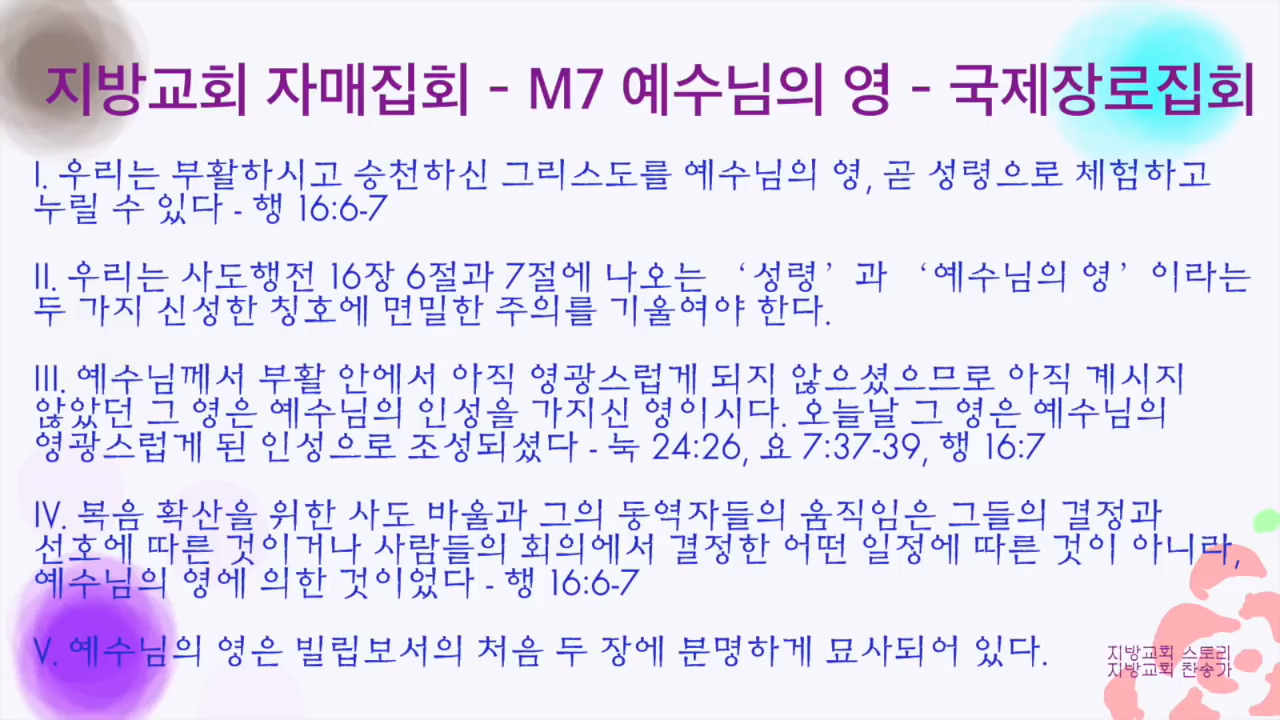 지방교회 자매집회 - M7 예수님의 영 - 국제장로집회
I. 우리는 부활하시고 승천하신 그리스도를 예수님의 영, 곧 성령으로 체험하고
누릴 수 있다 - 행 16:6-7
II. 우리는 사도행전 16장 6절과 7절에 나오는 ‘성령’ 과 ‘예수님의 영’ 이라는
두 가지 신성한 칭호에 면밀한 주의를 기울여야 한다.
III. 예수님께서 부활 안에서 아직 영광스럽게 되지 않으셨으므로 아직 계시지
않았던 그 영은 예수님의 인성을 가지신 영이시다. 오늘날 그 영은 예수님의
영광스럽게 된 인성으로 조성되셨다 - 눅 24:26, 요 7:37-39, 행 16:7
IV. 복음 확산을 위한 사도 바울과 그의 동역자들의 움직임은 그들의 결정과
선호에 따른 것이거나 사람들의 회의에서 결정한 어떤 일정에 따른 것이 아니라,
예수님의 영에 의한 것이었다 - 행 16:6-7
V. 예수님의 영은 빌립보서의 처음 두 장에 분명하게 묘사되어 있다.
지방교회 스토리
지방교회 찬송가